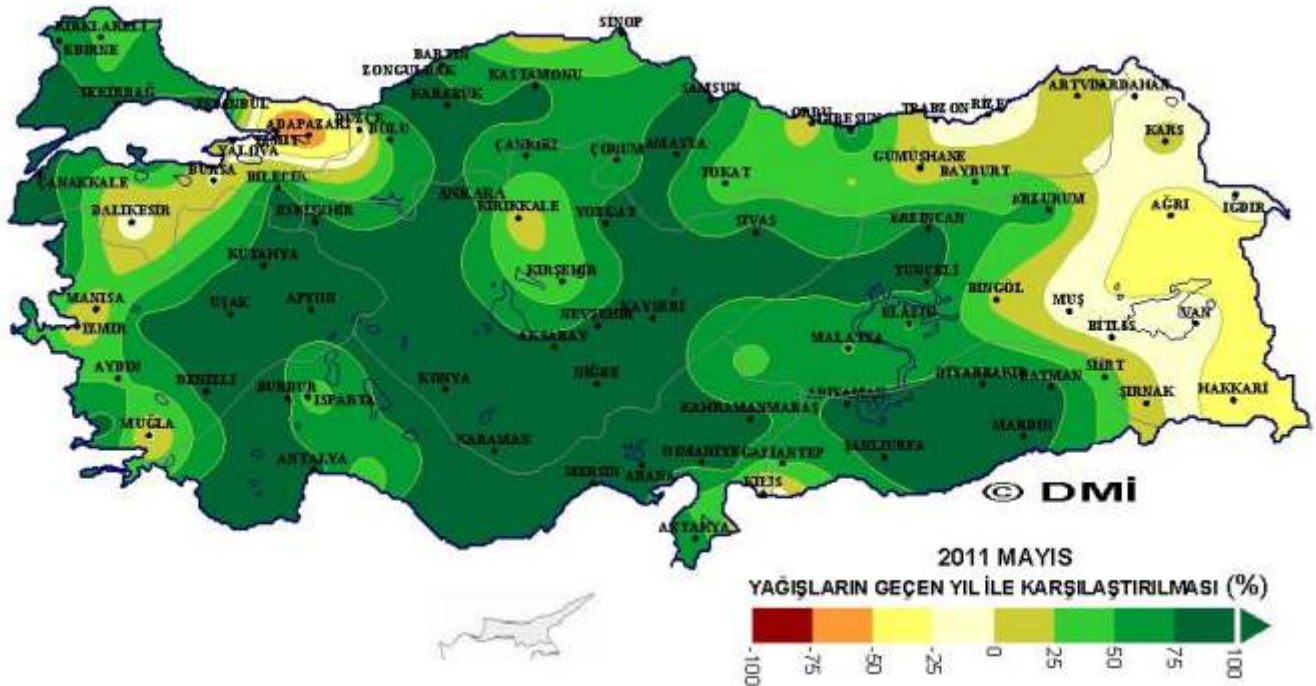 SİNOP
KIRKLARELİ
EDİRNE
BARTIN
ZONGULDAK
KASTAMONU
KARABÜK
TEKİRDAĞ
İSTANBUL
SAMSUN
ARTVİN
ARDAHAN
ORDU
GİRESUN
TRABZON
RİZE
ADAPAZARI
DÜZCE
BOLU
İZMİT
YALOVA
KARS
ÇANKIRI
ÇORUM
AMASYA
GÜMÜŞHANE
BAYBURT
BURSA
BİLECİK
ÇANAKKALE
TOKAT
ANKARA
KIRIKKALE
YOZGAT
ERZURUM
AĞRI
IĞDIR
BALIKESİR
ESKİŞEHİR
SİVAS
ERZİNCAN
KÜTAHYA
KIRŞEHİR
TUNCELİ
BİNGÖL
MUŞ
MANİSA
UŞAK
AFYON
NEVŞEHİR
KAYSERİ
ELAZIĞ
BİTLİS
VAN
İZMİR
AKSARAY
MALATYA
AYDIN
DENİZLİ
BURDUR
ISPARTA
KONYA
NİĞDE
ADIYAMAN
DİYARBAKIR
BATMAN
SİİRT
ŞIRNAK
HAKKARİ
MUĞLA
KARAMAN
KAHRAMANMARAŞ
MARDİN
ANTALYA
MERSİN
ADANA
OSMANİYE
GAZİANTEP
ŞANLIURFA
KİLİS
ANTAKYA
© DMİ
2011 MAYIS
YAĞIŞLARIN GEÇEN YIL İLE KARŞILAŞTIRILMASI (%)
-100 -75 -50 -25 0 25 50 75 100